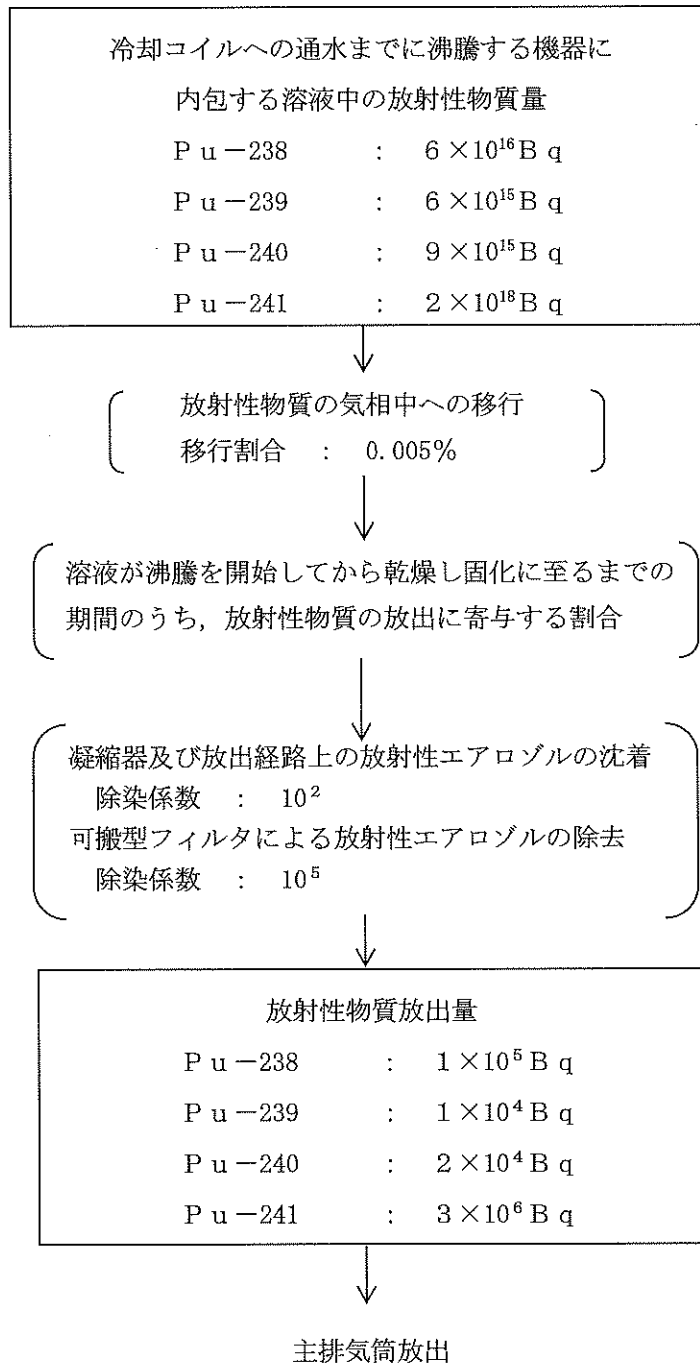 冷却コイルへの通水までに沸騰する機器に
内包する溶液中の放射性物質量
Ｐｕ－238 : 6×10¹⁶Ｂｑ
Ｐｕ－239 : 6×10¹⁵Ｂｑ
Ｐｕ－240 : 9×10¹⁵Ｂｑ
Ｐｕ－241 : 2×10¹⁸Ｂｑ
放射性物質の気相中への移行
移行割合 : 0.005%
溶液が沸騰を開始してから乾燥し固化に至るまでの
期間のうち，放射性物質の放出に寄与する割合
凝縮器及び放出経路上の放射性エアロゾルの沈着
除染係数 : 10²
可搬型フィルタによる放射性エアロゾルの除去
除染係数 : 10⁵
放射性物質放出量
Ｐｕ－238 : 1×10⁵Ｂｑ
Ｐｕ－239 : 1×10⁴Ｂｑ
Ｐｕ－240 : 2×10⁴Ｂｑ
Ｐｕ－241 : 3×10⁶Ｂｑ
主排気筒放出